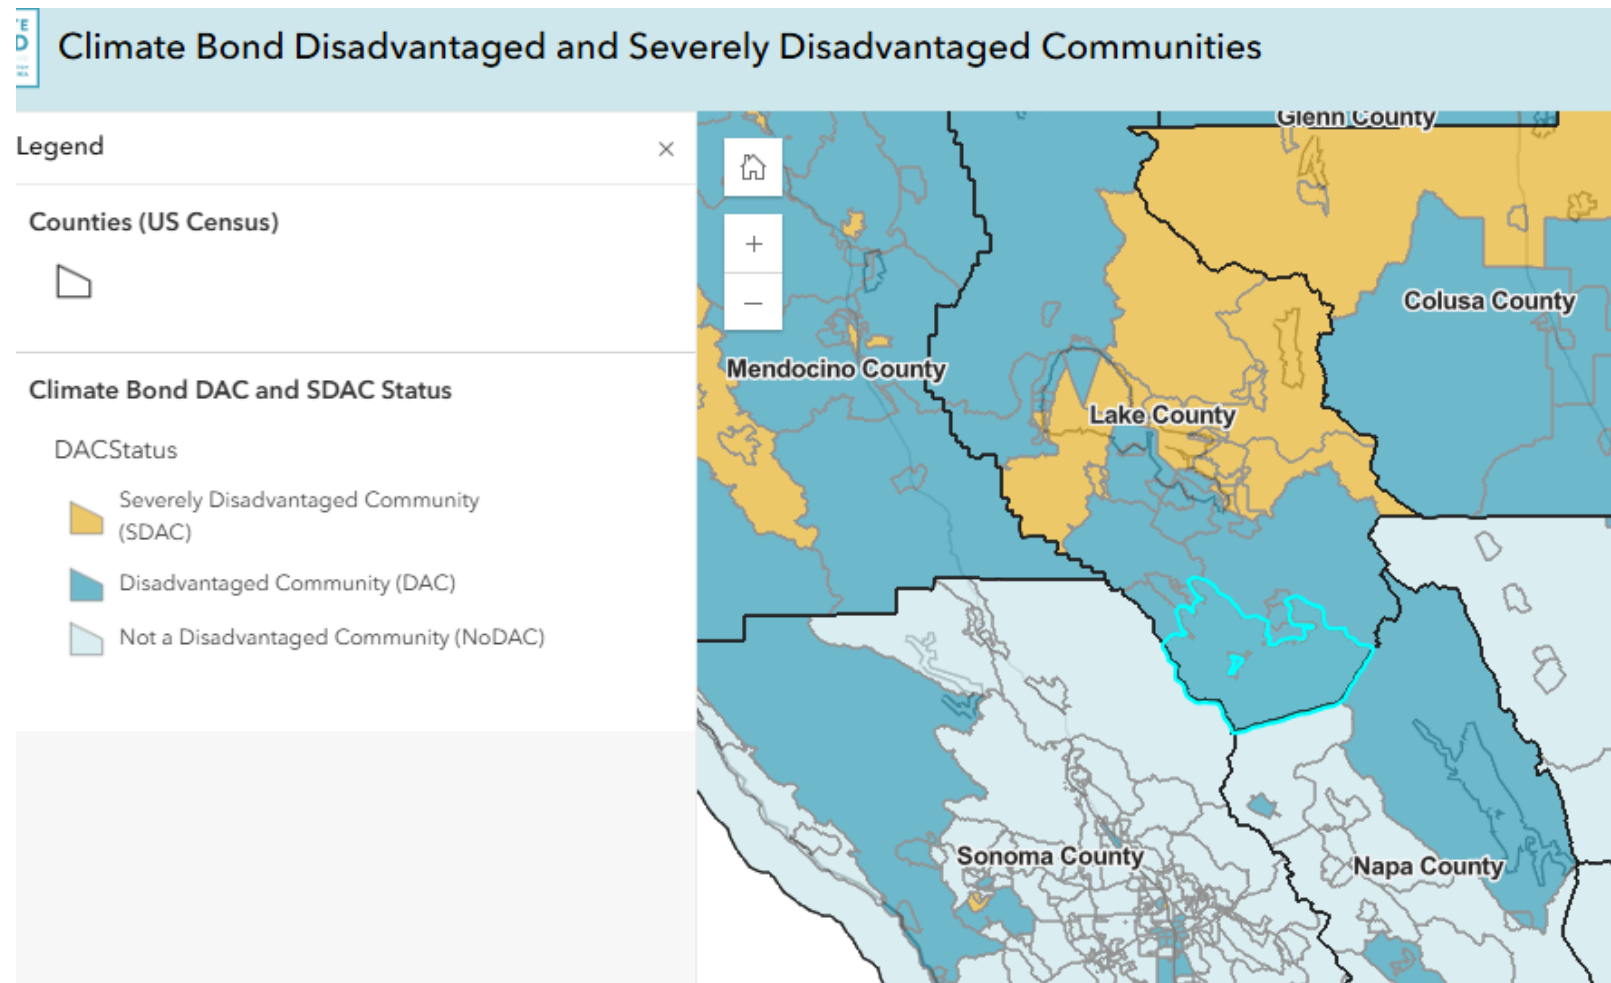 Climate Bond Disadvantaged and Severely Disadvantaged Communities
Legend
Counties (US Census)
Climate Bond DAC and SDAC Status
DACStatus
Severely Disadvantaged Community
(SDAC)
Disadvantaged Community (DAC)
Not a Disadvantaged Community (NoDAC)
Glenn County
Colusa County
Mendocino County
Lake County
Sonoma County
Napa County